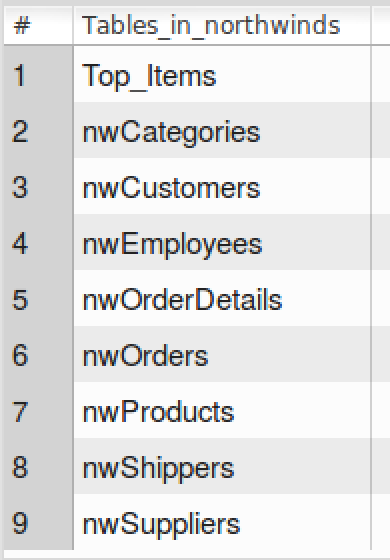 # Tables_in_northwinds
1 Top_Items
2 nwCategories
3 nwCustomers
4 nwEmployees
5 nwOrderDetails
6 nwOrders
7 nwProducts
8 nwShippers
9 nwSuppliers